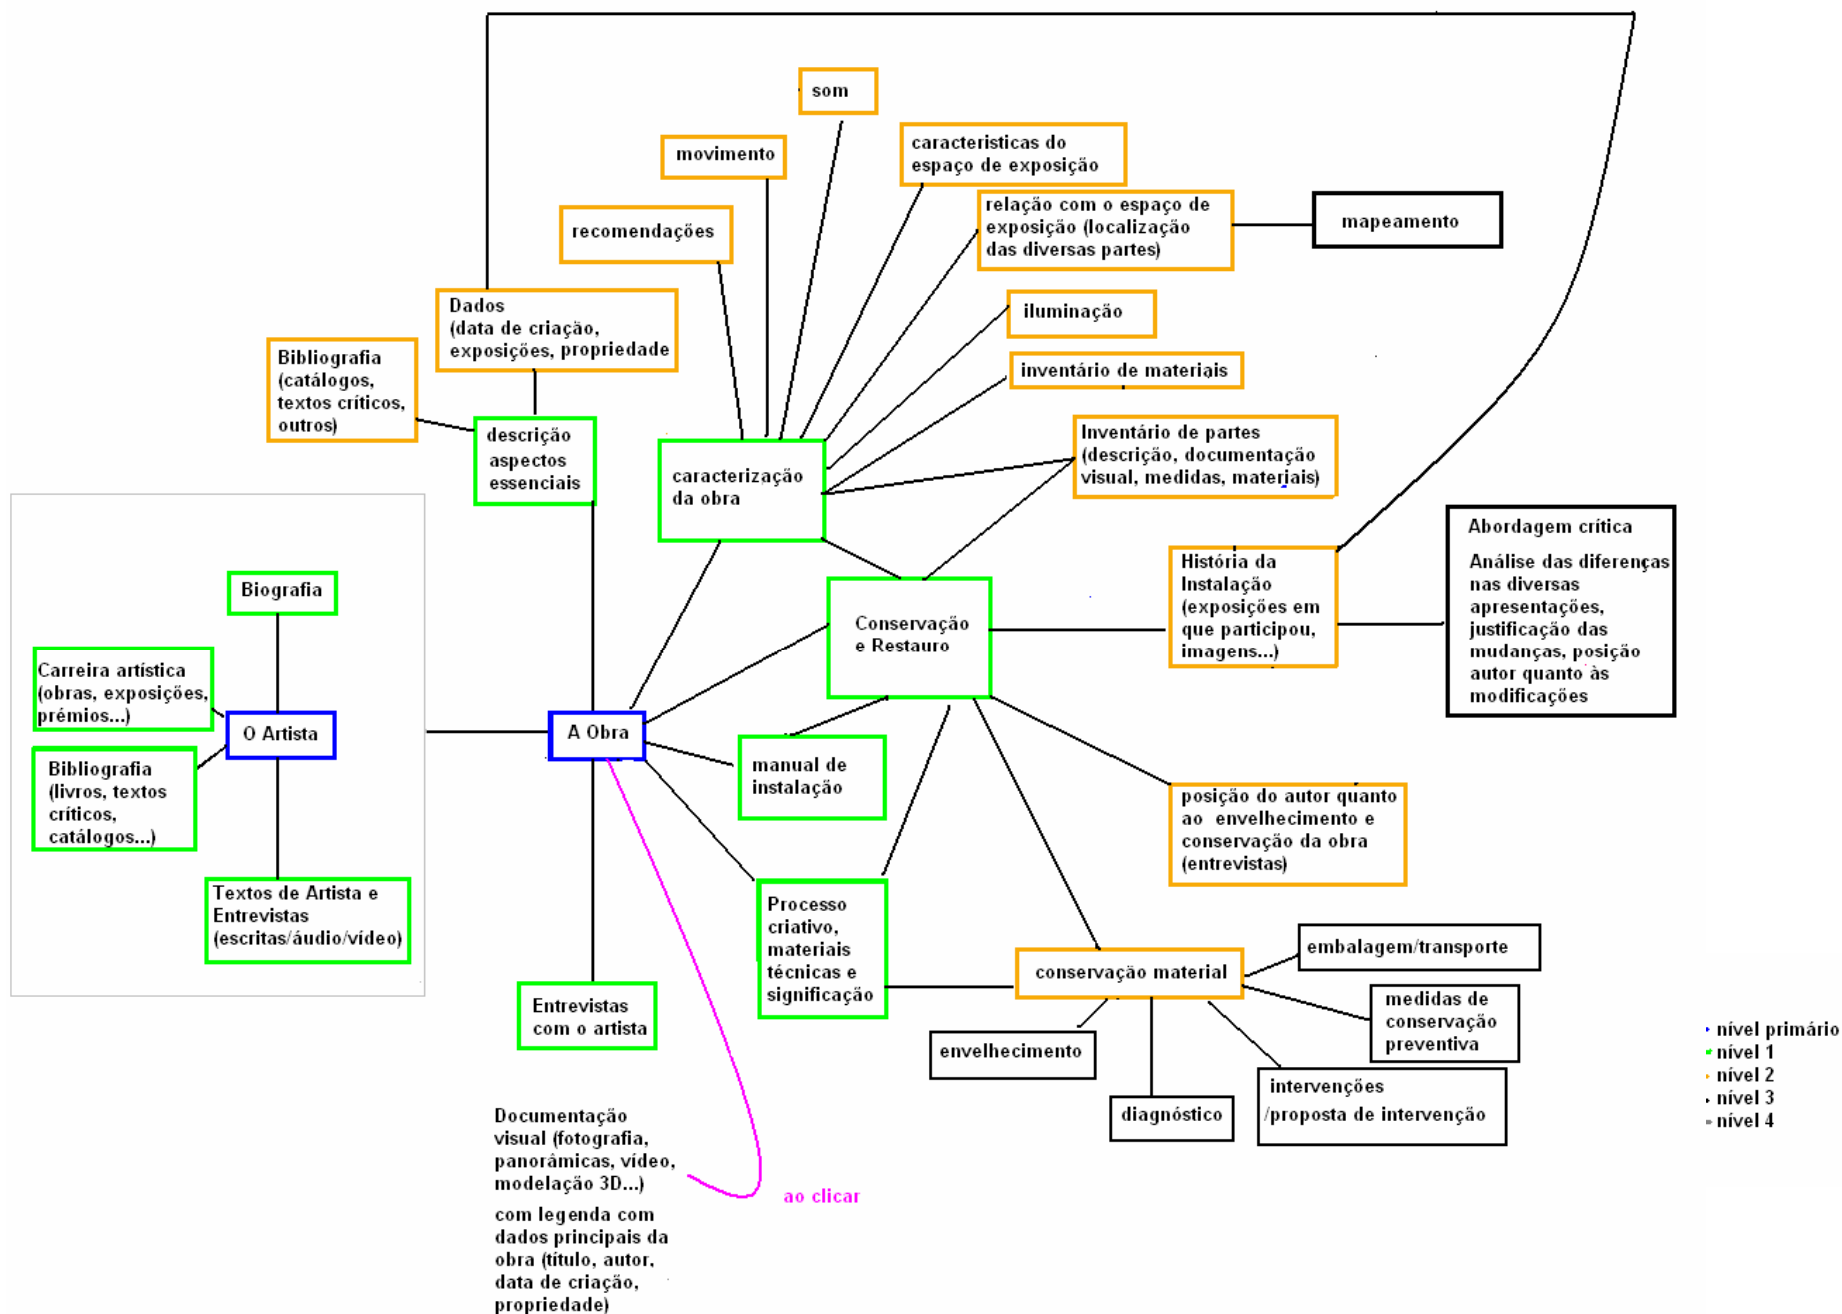 som
movimento
caracteristicas do
espaço de exposição
recomendações
relação com o espaço de
exposição (localização
das diversas partes)
mapeamento
Dados
(data de criação,
exposições, propriedade
iluminação
Bibliografia
(catálogos,
textos críticos,
outros)
inventário de materiais
descrição
aspectos
essenciais
caracterização
da obra
Inventário de partes
(descrição, documentação
visual, medidas, materiais)
Abordagem crítica
Análise das diferenças
nas diversas
apresentações,
justificação das
mudanças, posição
autor quanto às
modificações
História da
Instalação
(exposições em
que participou,
imagens...)
Conservação
e Restauro
Biografia
Carreira artística
(obras, exposições,
prémios...)
O Artista
A Obra
Bibliografia
(livros, textos
críticos,
catálogos...)
manual de
instalação
posição do autor quanto
ao envelhecimento e
conservação da obra
(entrevistas)
Textos de Artista e
Entrevistas
(escritas/áudio/vídeo)
Processo
criativo,
materiais
técnicas e
significação
conservação material
embalagem/transporte
medidas de
conservação
preventiva
Entrevistas
com o artista
envelhecimento
diagnóstico
intervenções
/proposta de intervenção
nível primário
nível 1
nível 2
nível 3
nível 4
Documentação
visual (fotografia,
panorâmicas, vídeo,
modelação 3D...)
ao clicar
com legenda com
dados principais da
obra (título, autor,
data de criação,
propriedade)